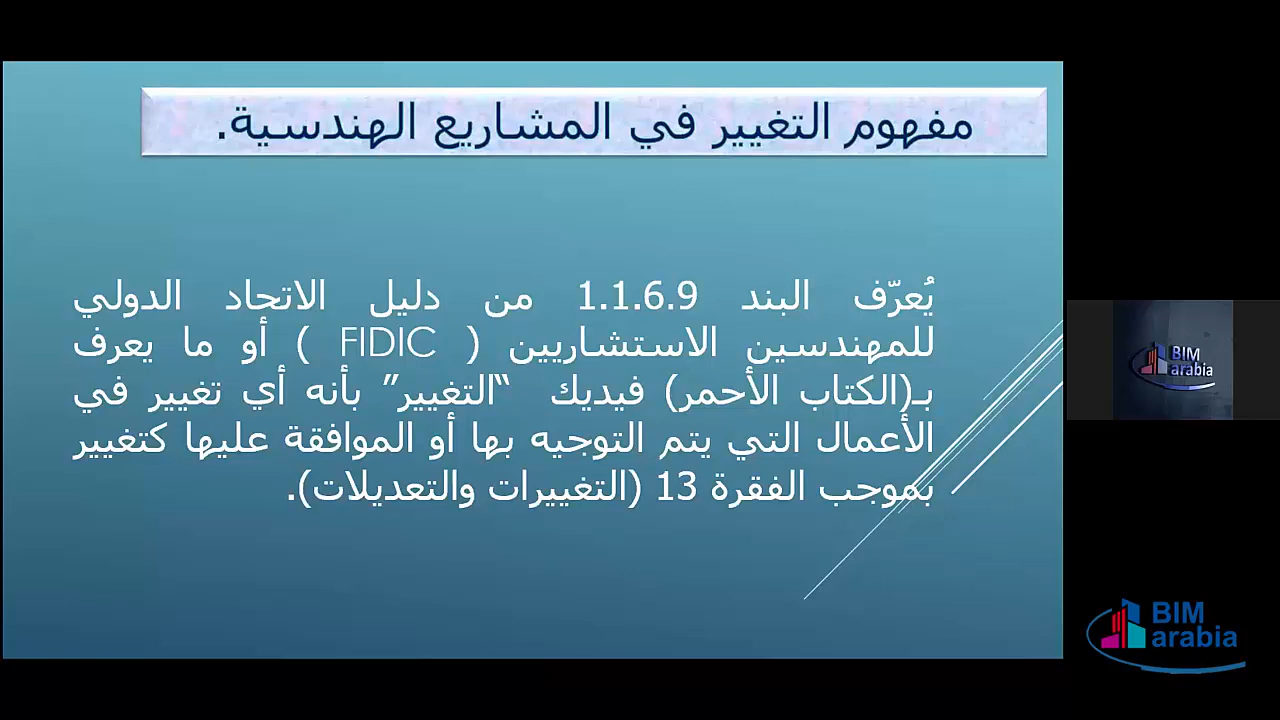 مفهوم التغيير في المشاريع الهندسية.
يُعرّف البند 1.1.6.9 من دليل الاتحاد الدولي
للمهندسين الاستشاريين ( FIDIC ) أو ما يعرف
بـ(الكتاب الأحمر) فيديك “التغيير” بأنه أي تغيير في
الأعمال التي يتم التوجيه بها أو الموافقة عليها كتغيير
بموجب الفقرة 13 (التغييرات والتعديلات).
BIM
arabia
BIM
arabia